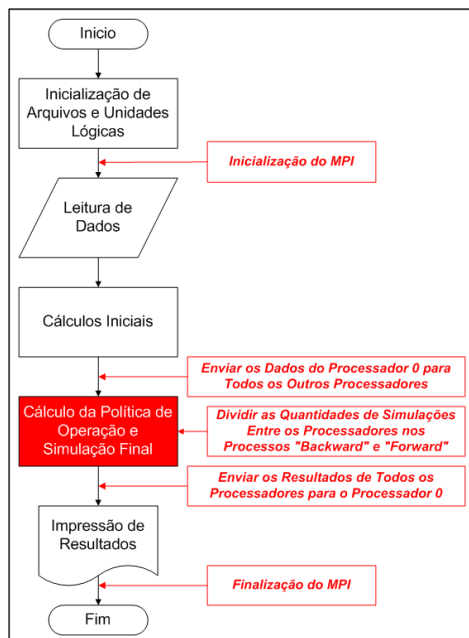 Inicio
Inicialização de
Arquivos e Unidades
Lógicas
Inicialização do MPI
Leitura de
Dados
Cálculos Iniciais
Enviar os Dados do Processador 0 para
Todos os Outros Processadores
Cálculo da Política de
Operação e
Simulação Final
Dividir as Quantidades de Simulações
Entre os Processadores nos
Processos "Backward" e "Forward"
Enviar os Resultados de Todos os
Processadores para o Processador 0
Impressão de
Resultados
Finalização do MPI
Fim